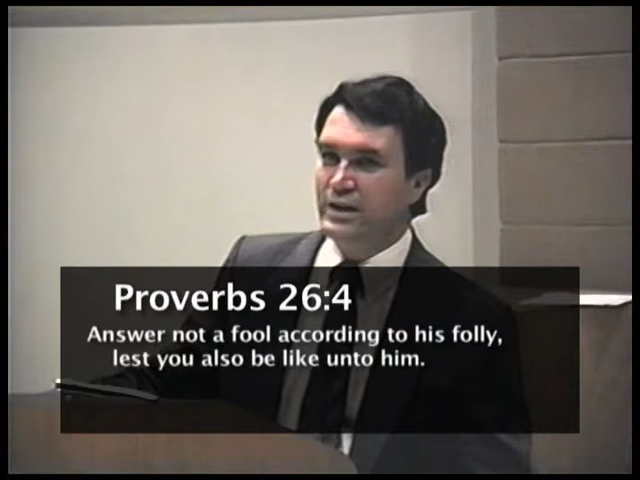 Proverbs 26:4
Answer not a fool according to his folly,
lest you also be like unto him.